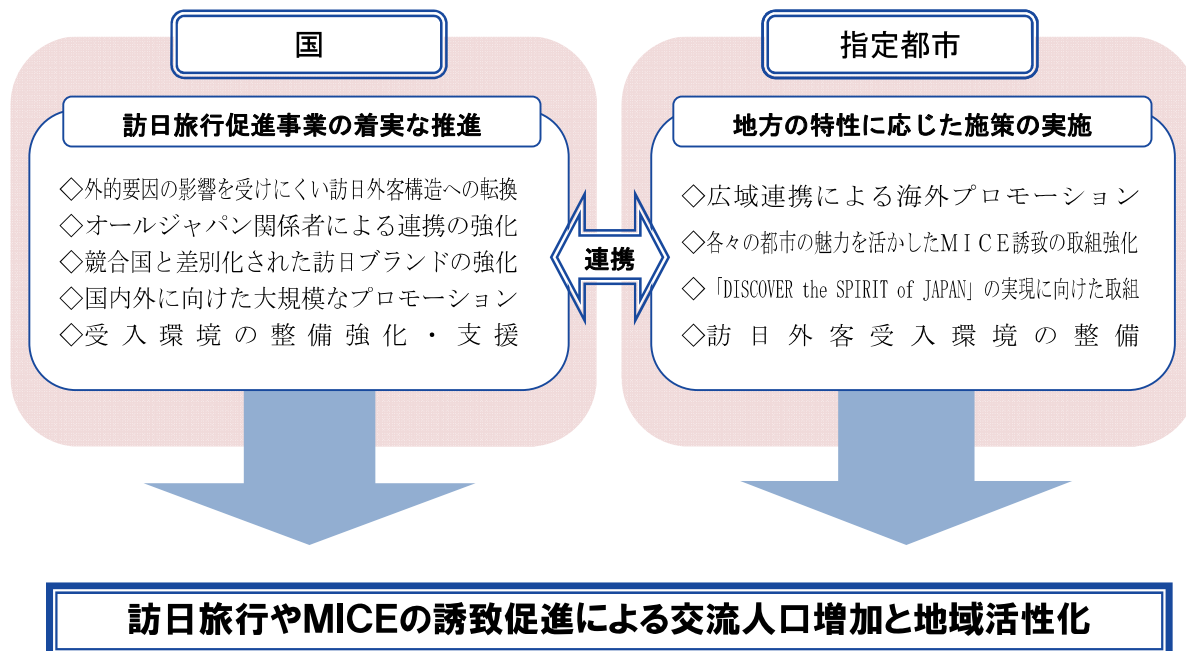 国
訪日旅行促進事業の着実な推進
◇外的要因の影響を受けにくい訪日外客構造への転換
◇オールジャパン関係者による連携の強化
◇競合国と差別化された訪日ブランドの強化
◇国内外に向けた大規模なプロモーション
◇受入環境の整備強化・支援
連携
指定都市
地方の特性に応じた施策の実施
◇広域連携による海外プロモーション
◇各々の都市の魅力を活かしたＭＩＣＥ誘致の取組強化
◇「DISCOVER the SPIRIT of JAPAN」の実現に向けた取組
◇訪日外客受入環境の整備
訪日旅行やMICEの誘致促進による交流人口増加と地域活性化